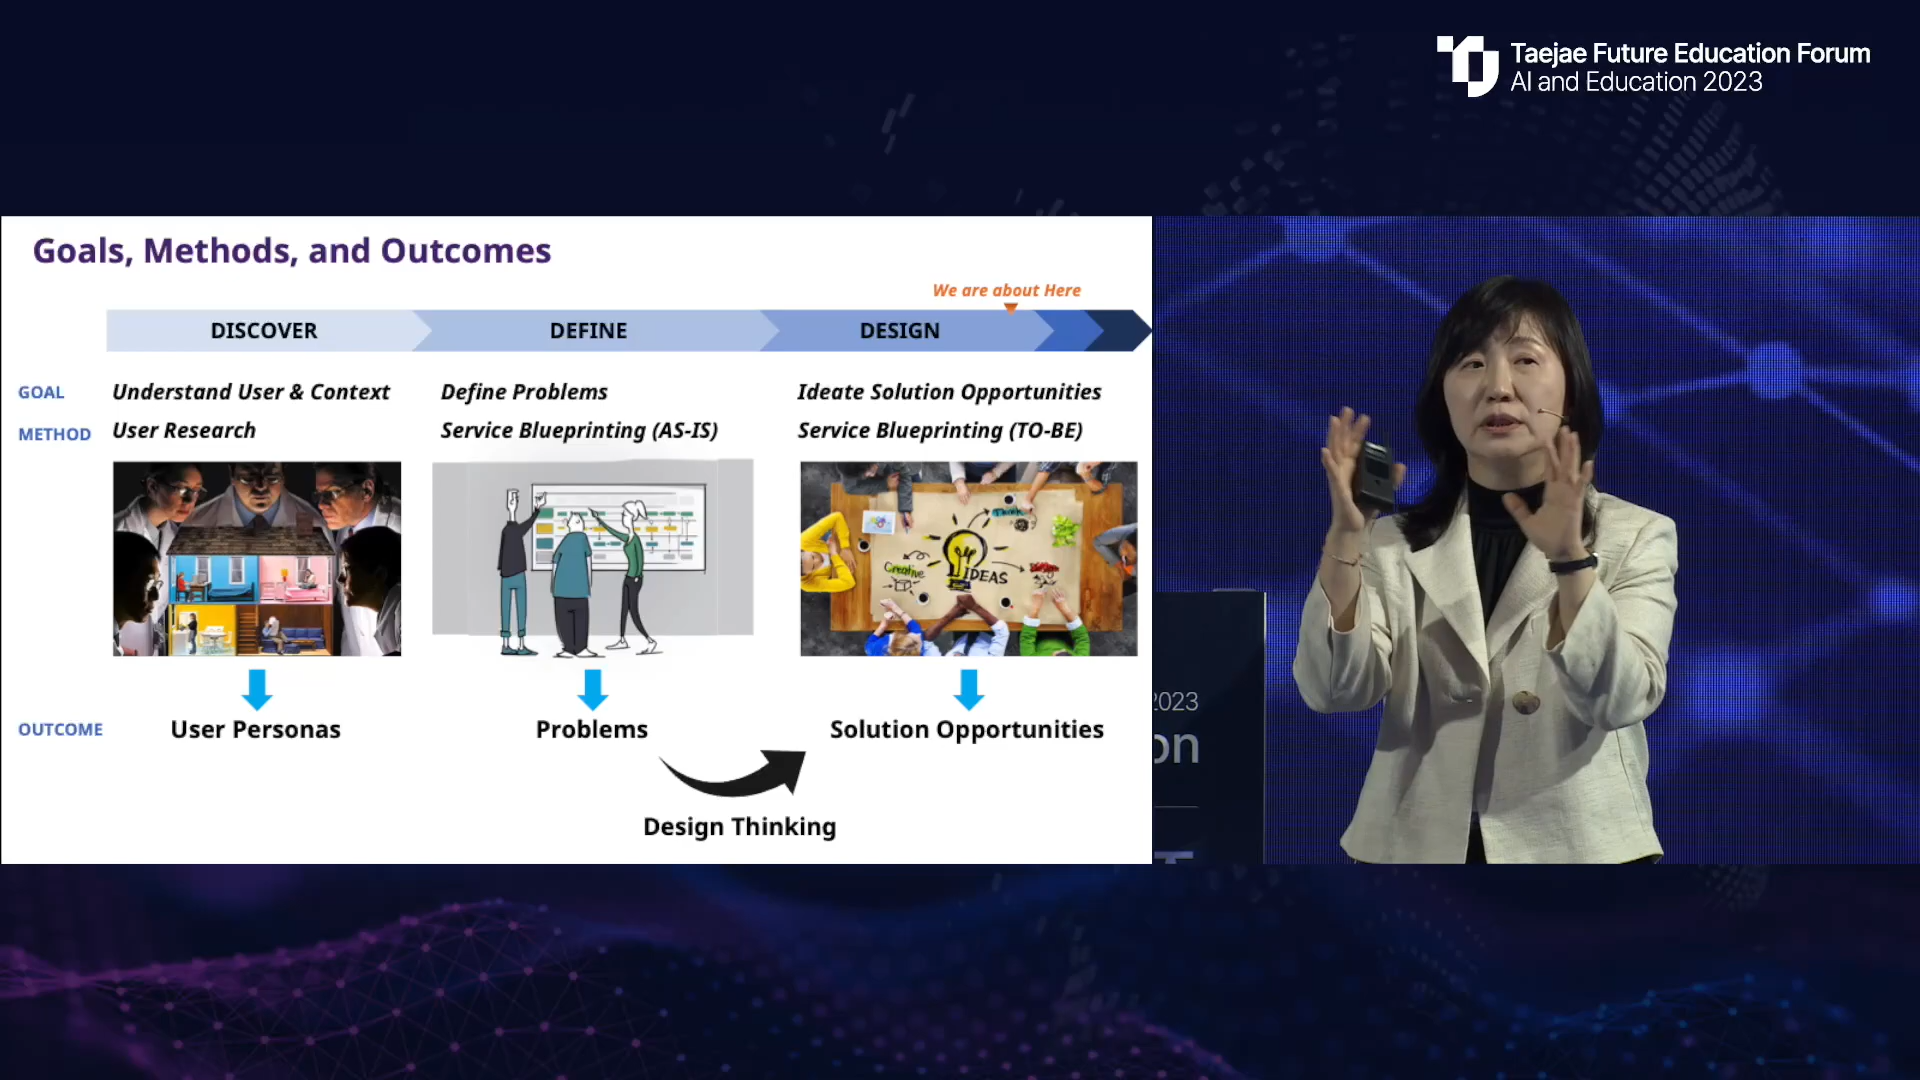 Taejae Future Education Forum
AI and Education 2023
Goals, Methods, and Outcomes
We are about Here
DISCOVER
DEFINE
DESIGN
GOAL
Understand User & Context
Define Problems
Ideate Solution Opportunities
METHOD
User Research
Service Blueprinting (AS-IS)
Service Blueprinting (TO-BE)
Creative
IDEAS
OUTCOME
User Personas
Problems
Solution Opportunities
Design Thinking
2023
on